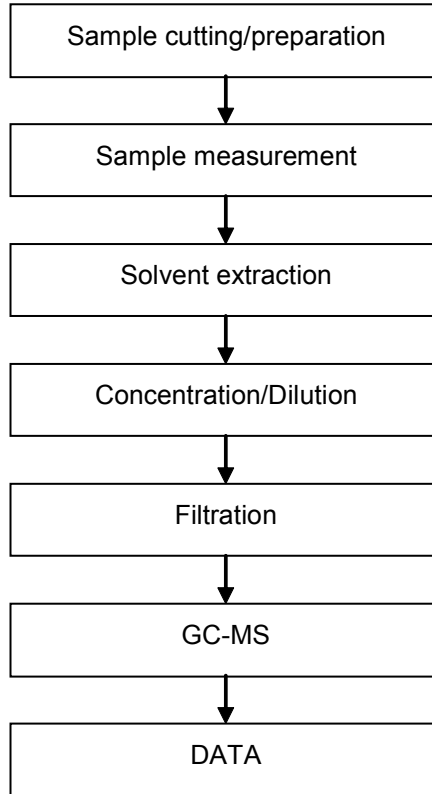 Sample cutting/preparation
Sample measurement
Solvent extraction
Concentration/Dilution
Filtration
GC-MS
DATA